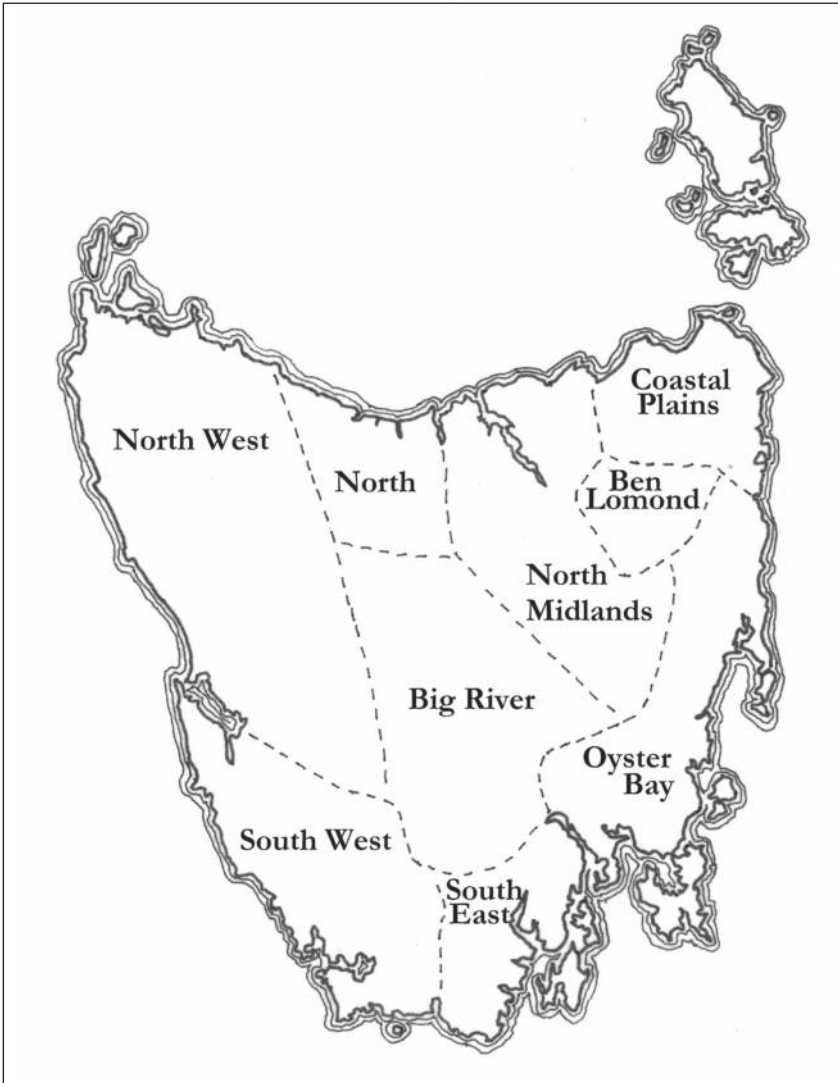 Coastal
Plains
North West
North
Ben
Lomond
North
Midlands
Big River
Oyster
Bay
South West
South
East